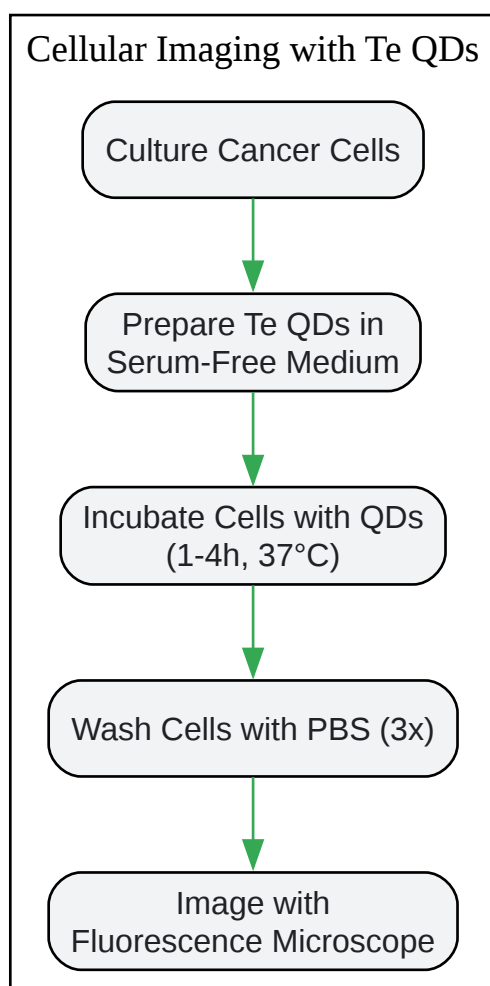 Cellular Imaging with Te QDs
Culture Cancer Cells
Prepare Te QDs in
Serum-Free Medium
Incubate Cells with QDs
(1-4h, 37°C)
Wash Cells with PBS (3x)
Image with
Fluorescence Microscope